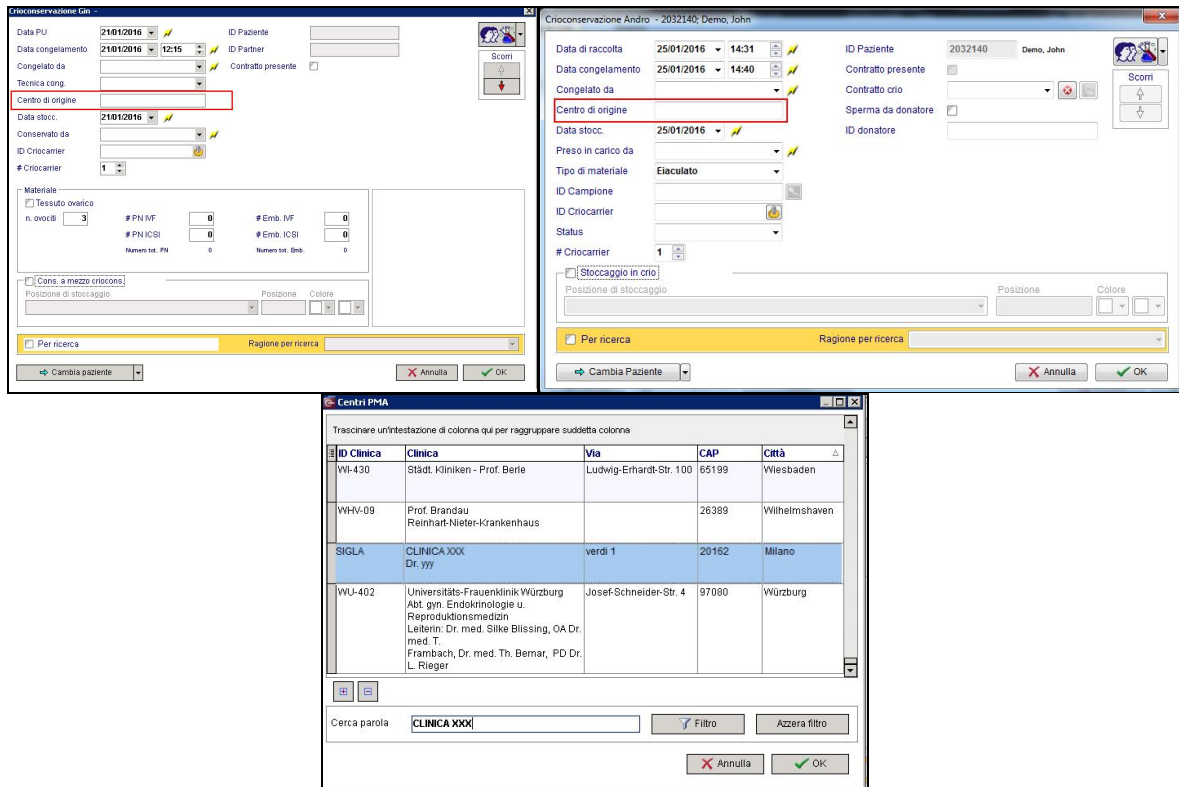 Crioconservazione Gin -
Data PU 21/01/2016 ID Paziente
Data congelamento 21/01/2016 12:15 ID Partner
Congelato da Contratto presente
Scorri
Tecnica cong.
Centro di origine
Data stocc. 21/01/2016
Conservato da
ID Criocarrier
# Criocarrier 1
Materiale
Tessuto ovarico
n. ovociti 3 # PN IVF 0 # Emb. IVF 0
# PN ICSI 0 # Emb. ICSI 0
Numero tot. PN 0 Numero tot. Emb. 0
Cons. a mezzo criocons.
Posizione di stoccaggio Posizione Colore
Per ricerca Ragione per ricerca
Cambia paziente Annulla OK
Crioconservazione Andro - 2032140; Demo, John
Data di raccolta 25/01/2016 14:31 ID Paziente 2032140 Demo, John
Data congelamento 25/01/2016 14:40 Contratto presente
Scorri
Congelato da Contratto crio
Centro di origine Sperma da donatore
Data stocc. 25/01/2016 ID donatore
Preso in carico da
Tipo di materiale Eiaculato
ID Campione
ID Criocarrier
Status
# Criocarrier 1
Stoccaggio in crio
Posizione di stoccaggio Posizione Colore
Per ricerca Ragione per ricerca
Cambia Paziente Annulla OK
Centri PMA
Trascinare un'intestazione di colonna qui per raggruppare suddetta colonna
ID Clinica Clinica Via CAP Città
WI-430 Städt. Kliniken - Prof. Berle Ludwig-Erhardt-Str. 100 65199 Wiesbaden
WHV-09 Prof. Brandau 26389 Wilhelmshaven
Reinhart-Nieter-Krankenhaus
SIGLA CLINICA XXX verdi 1 20162 Milano
Dr. yyy
WU-402 Universitäts-Frauenklinik Würzburg Josef-Schneider-Str. 4 97080 Würzburg
Abt. gyn. Endokrinologie u.
Reproduktionsmedizin
Leiterin: Dr. med. Silke Blissing, OA Dr.
med. T.
Frambach, Dr. med. Th. Bernar, PD Dr.
L. Rieger
Cerca parola CLINICA XXX Filtro Azzera filtro
Annulla OK